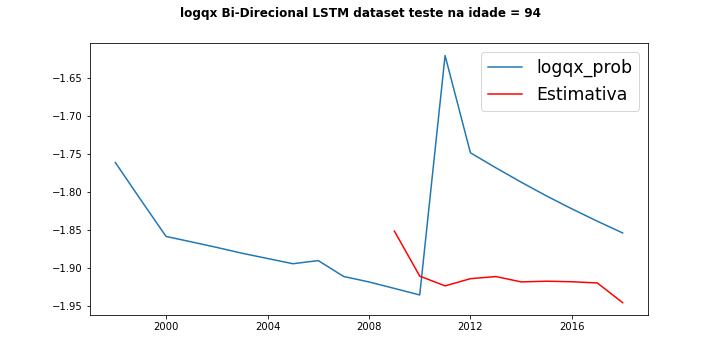 logqx Bi-Direcional LSTM dataset teste na idade = 94
logqx_prob
Estimativa
−1.65
−1.70
−1.75
−1.80
−1.85
−1.90
−1.95
2000 2004 2008 2012 2016